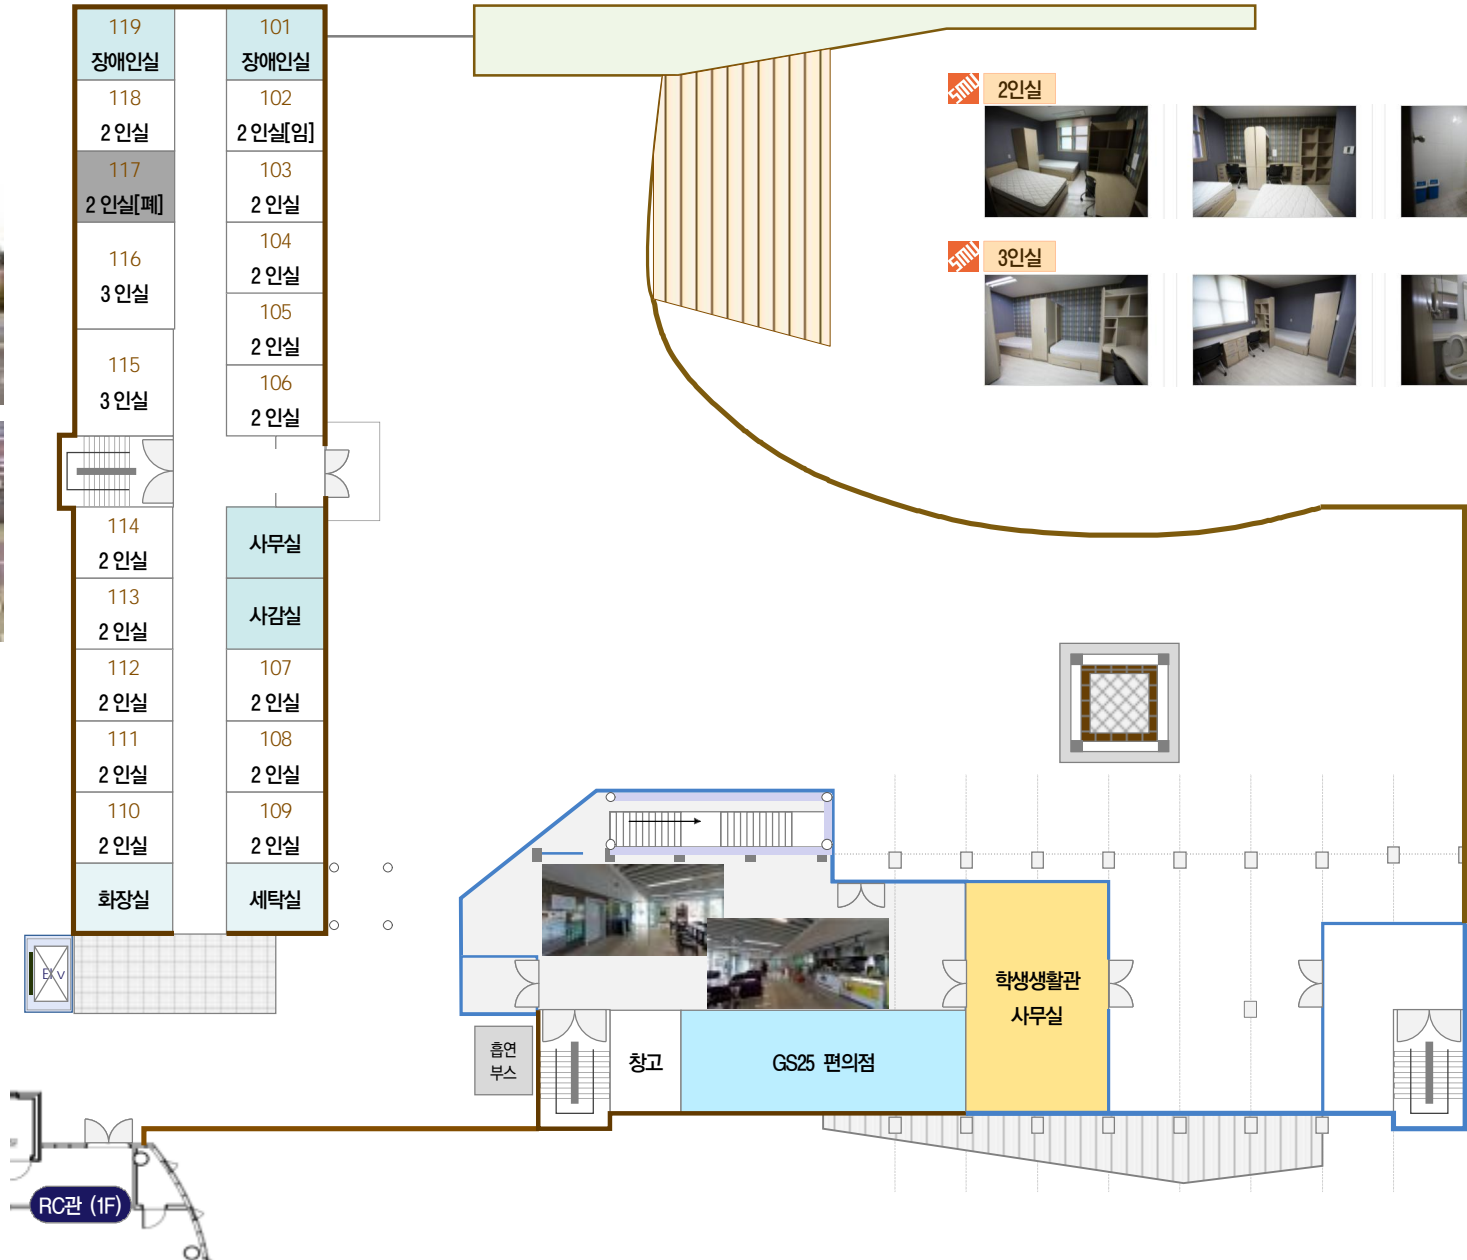 119
장애인실
101
장애인실
118
2 인실
102
2 인실[임]
117
2 인실[폐]
103
2 인실
116
3 인실
104
2 인실
105
2 인실
115
3 인실
106
2 인실
114
2 인실
사무실
113
2 인실
사감실
112
2 인실
107
2 인실
111
2 인실
108
2 인실
110
2 인실
109
2 인실
화장실
세탁실
Elv
SMU
2인실
SMU
3인실
학생생활관
사무실
흡연
부스
창고
GS25 편의점
RC관 (1F)